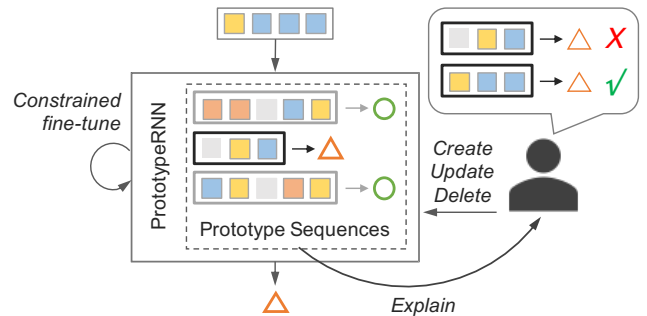 Constrained
fine-tune
PrototypeRNN
Prototype Sequences
X
√
Create
Update
Delete
Explain